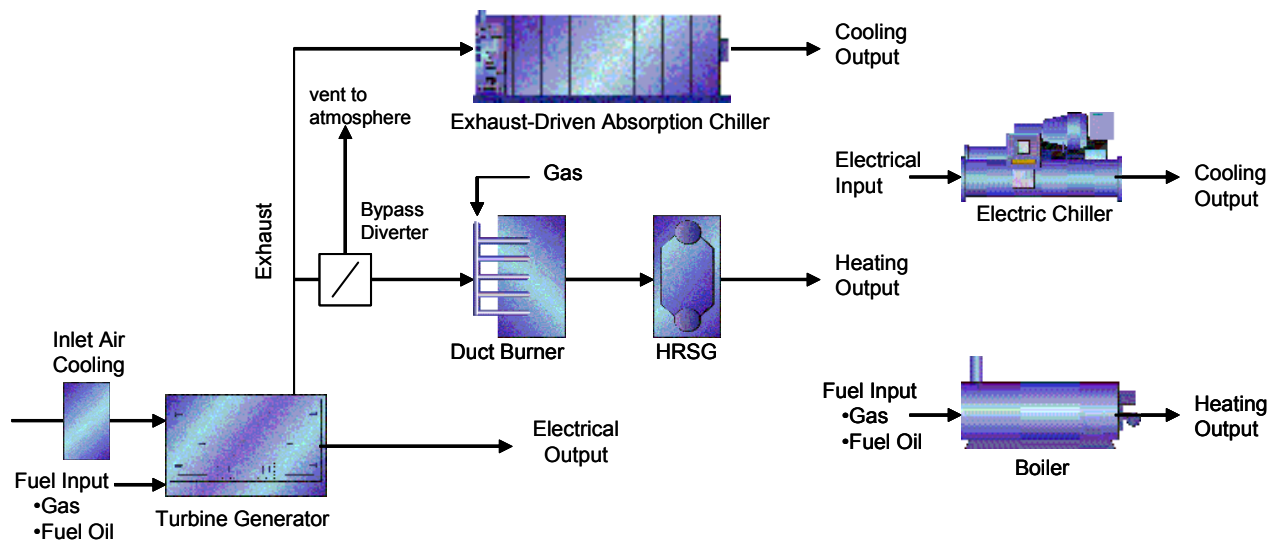 Cooling
Output
vent to
atmosphere
Exhaust-Driven Absorption Chiller
Gas
Electrical
Input
Cooling
Output
Electric Chiller
Exhaust
Bypass
Diverter
Heating
Output
Duct Burner
HRSG
Inlet Air
Cooling
Fuel Input
•Gas
•Fuel Oil
Heating
Output
Boiler
Electrical
Output
Fuel Input
•Gas
•Fuel Oil
Turbine Generator